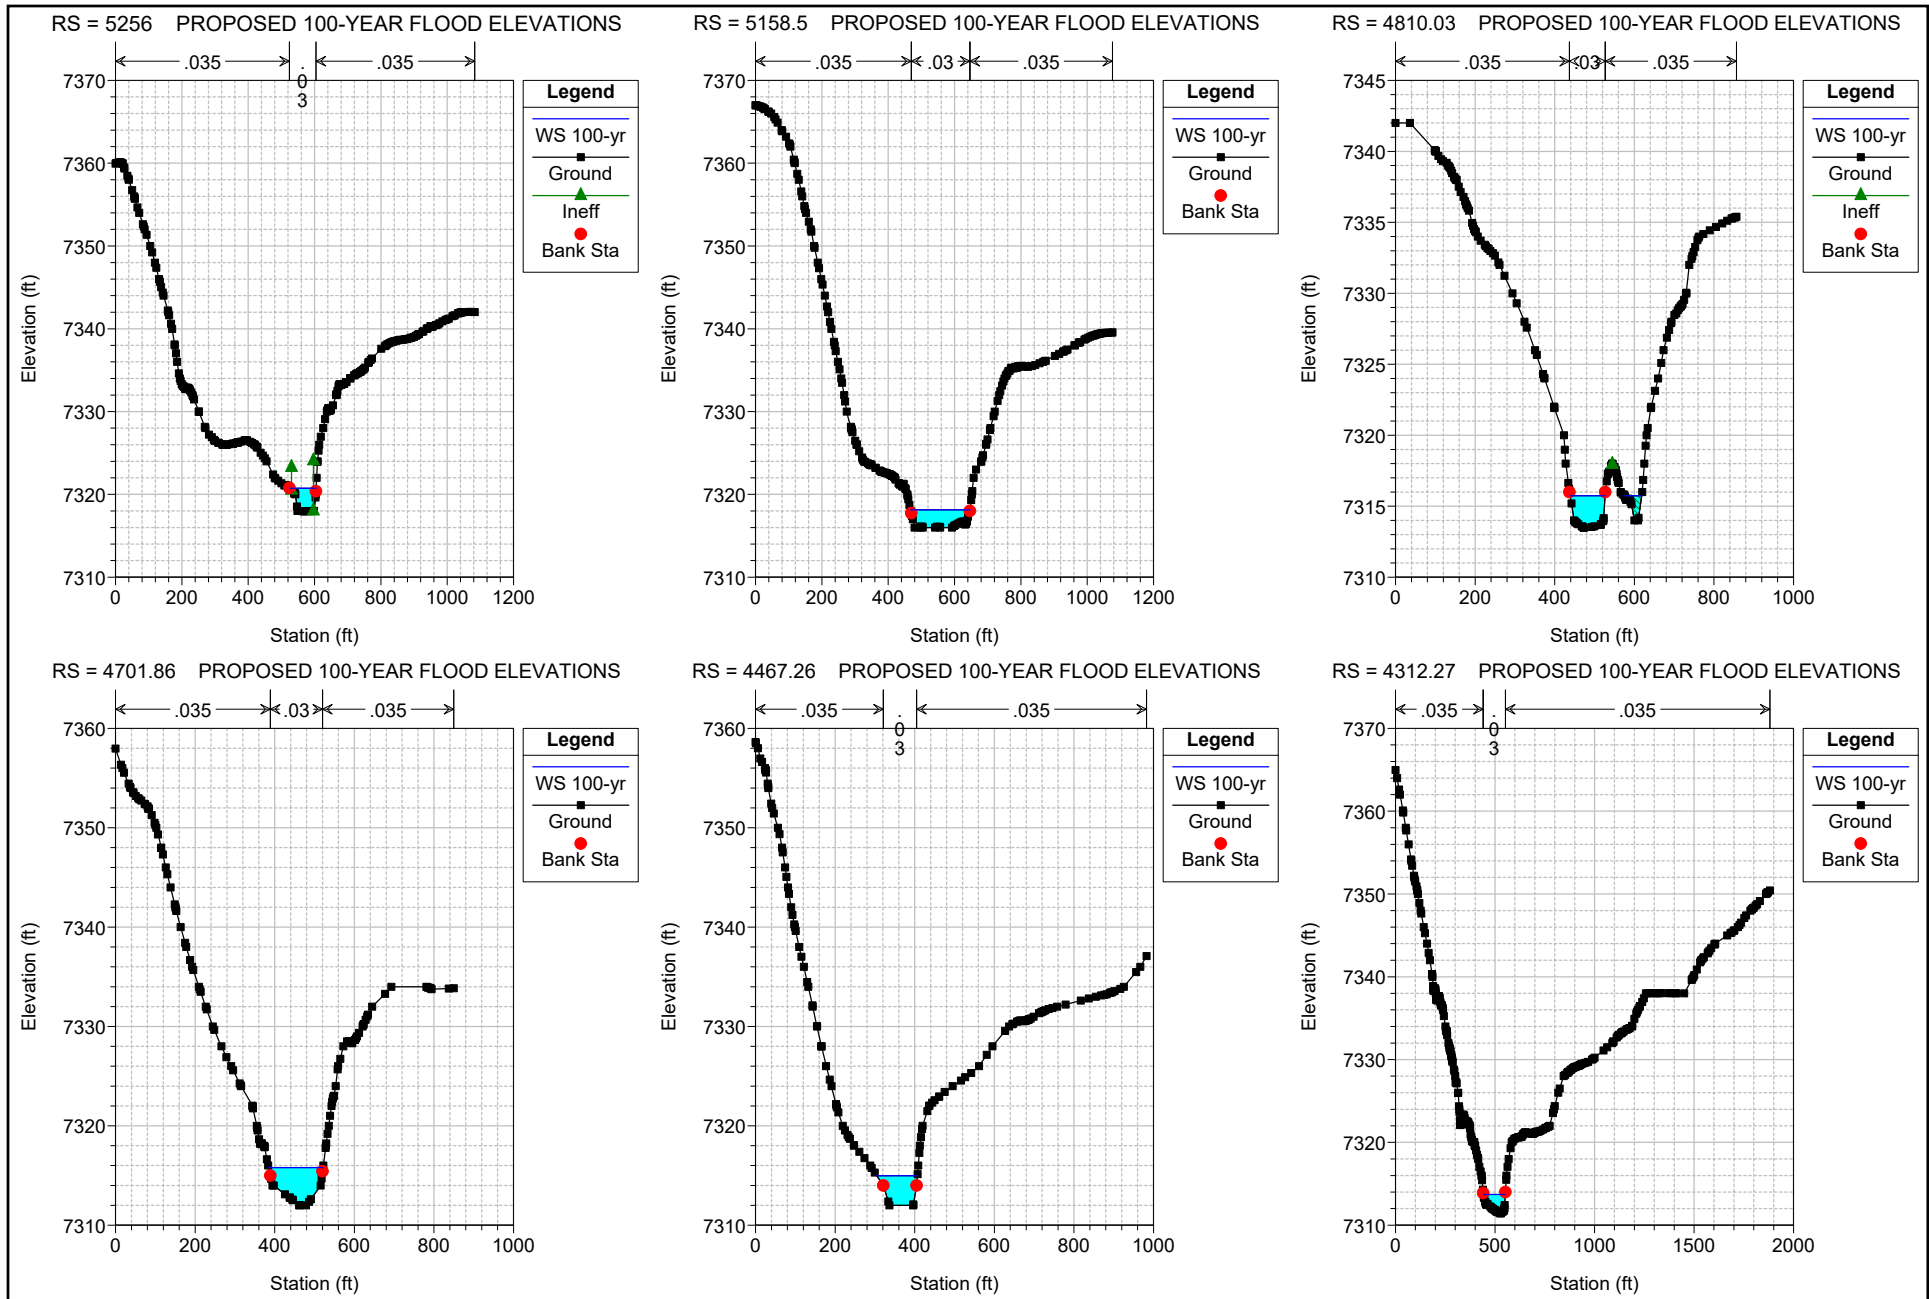 RS = 5256 PROPOSED 100-YEAR FLOOD ELEVATIONS
.035 .03 .035
7370
7360
7350
7340
7330
7320
7310
0 200 400 600 800 1000 1200
Station (ft)
Elevation (ft)
Legend
WS 100-yr
Ground
Ineff
Bank Sta
RS = 5158.5 PROPOSED 100-YEAR FLOOD ELEVATIONS
.035 .03 .035
7370
7360
7350
7340
7330
7320
7310
0 200 400 600 800 1000 1200
Station (ft)
Elevation (ft)
Legend
WS 100-yr
Ground
Bank Sta
RS = 4810.03 PROPOSED 100-YEAR FLOOD ELEVATIONS
.035 .03 .035
7345
7340
7335
7330
7325
7320
7315
7310
0 200 400 600 800 1000
Station (ft)
Elevation (ft)
Legend
WS 100-yr
Ground
Ineff
Bank Sta
RS = 4701.86 PROPOSED 100-YEAR FLOOD ELEVATIONS
.035 .03 .035
7360
7350
7340
7330
7320
7310
0 200 400 600 800 1000
Station (ft)
Elevation (ft)
Legend
WS 100-yr
Ground
Bank Sta
RS = 4467.26 PROPOSED 100-YEAR FLOOD ELEVATIONS
.035 .03 .035
7360
7350
7340
7330
7320
7310
0 200 400 600 800 1000
Station (ft)
Elevation (ft)
Legend
WS 100-yr
Ground
Bank Sta
RS = 4312.27 PROPOSED 100-YEAR FLOOD ELEVATIONS
.035 .03 .035
7370
7360
7350
7340
7330
7320
7310
0 500 1000 1500 2000
Station (ft)
Elevation (ft)
Legend
WS 100-yr
Ground
Bank Sta